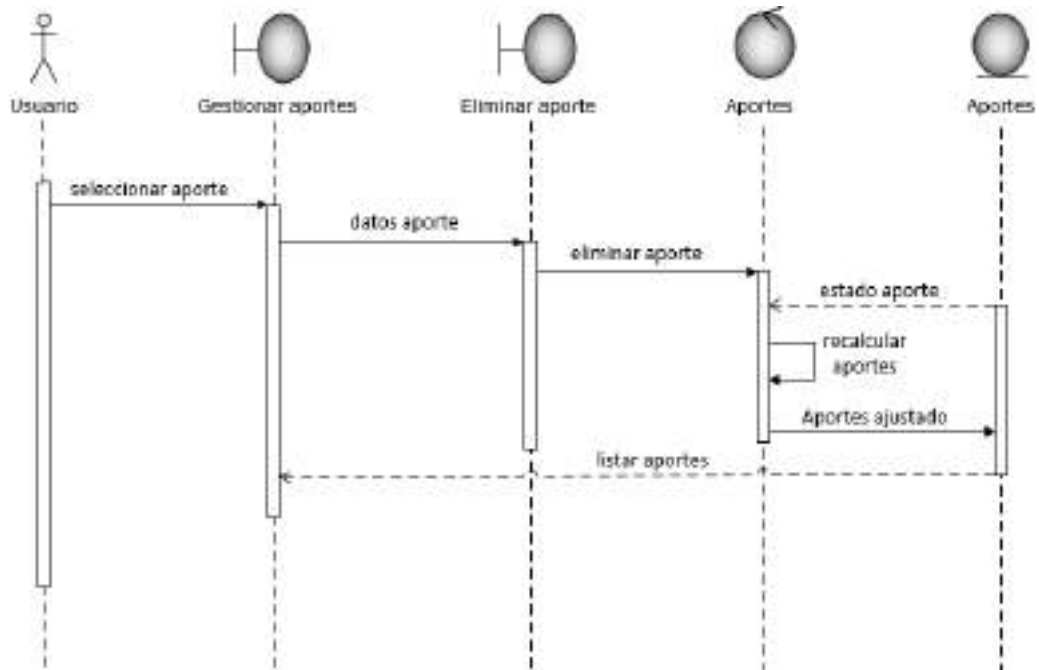 Usuario
Gestionar aportes
Eliminar aporte
Aportes
Aportes
seleccionar aporte
datos aporte
eliminar aporte
estado aporte
recalcular
aportes
Aportes ajustado
listar aportes